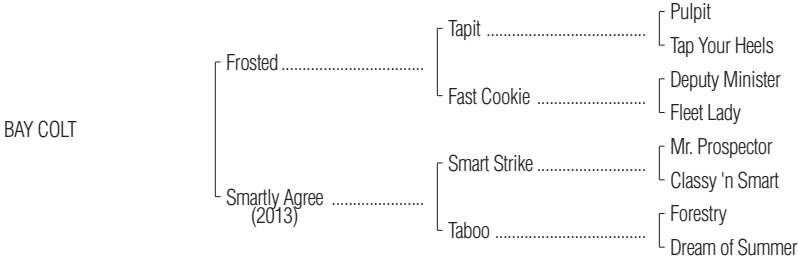 Pulpit
Tapit ......................................
Tap Your Heels
Frosted ..................................
Deputy Minister
Fast Cookie ..........................
Fleet Lady
BAY COLT
Mr. Prospector
Smart Strike ..........................
Classy 'n Smart
Smartly Agree ......................
(2013)
Forestry
Taboo ....................................
Dream of Summer